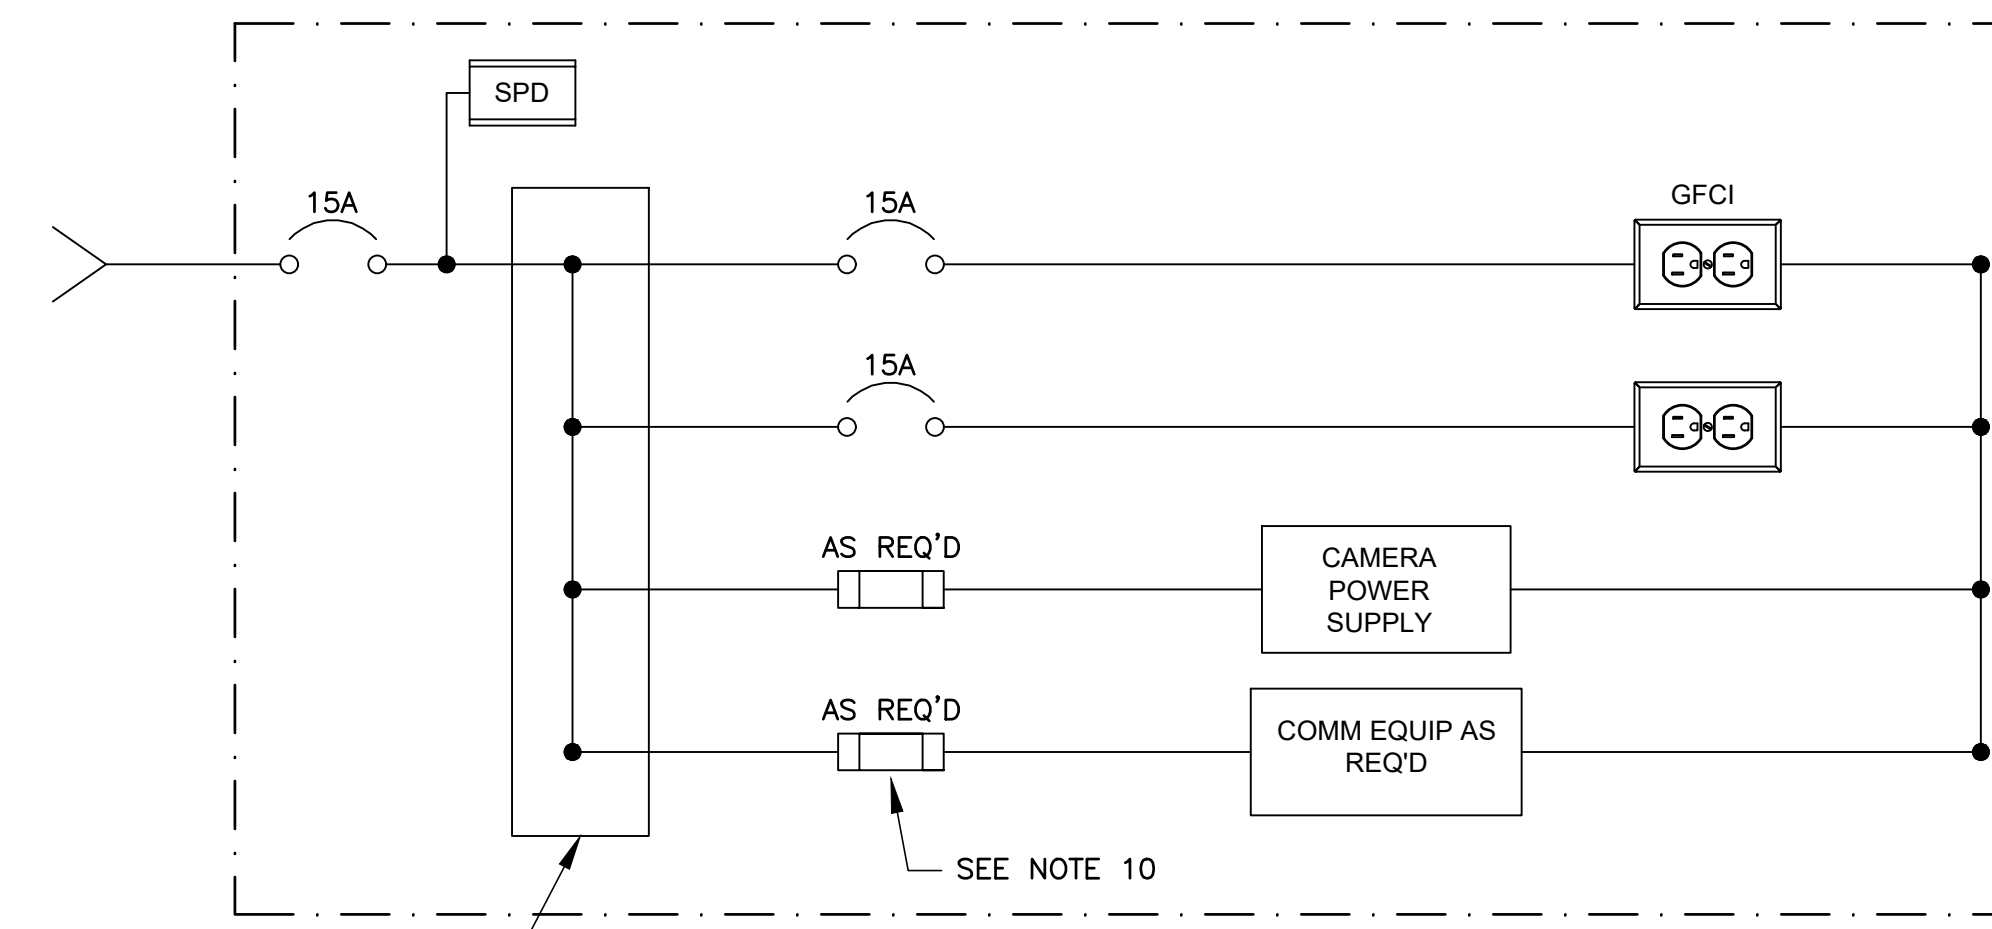 SPD
15A
15A
GFCI
15A
AS REQ'D
CAMERA
POWER
SUPPLY
AS REQ'D
COMM EQUIP AS
REQ'D
SEE NOTE 10